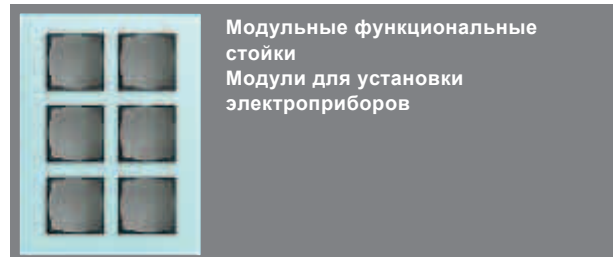 Модульные функциональные
стойки
Модули для установки
электроприборов